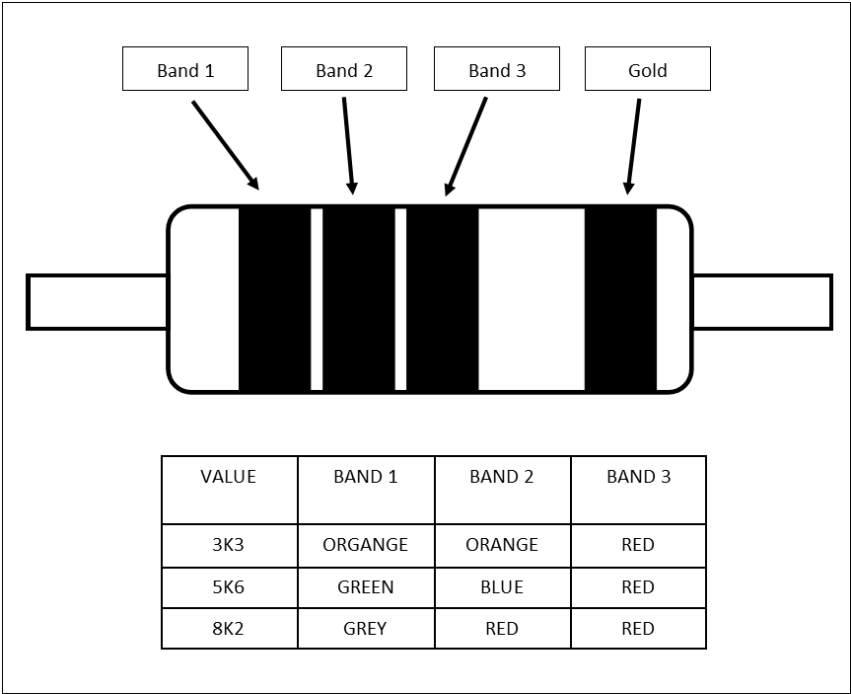 Band 1 Band 2 Band 3 Gold
VALUE BAND 1 BAND 2 BAND 3
3K3 ORGANGE ORANGE RED
5K6 GREEN BLUE RED
8K2 GREY RED RED